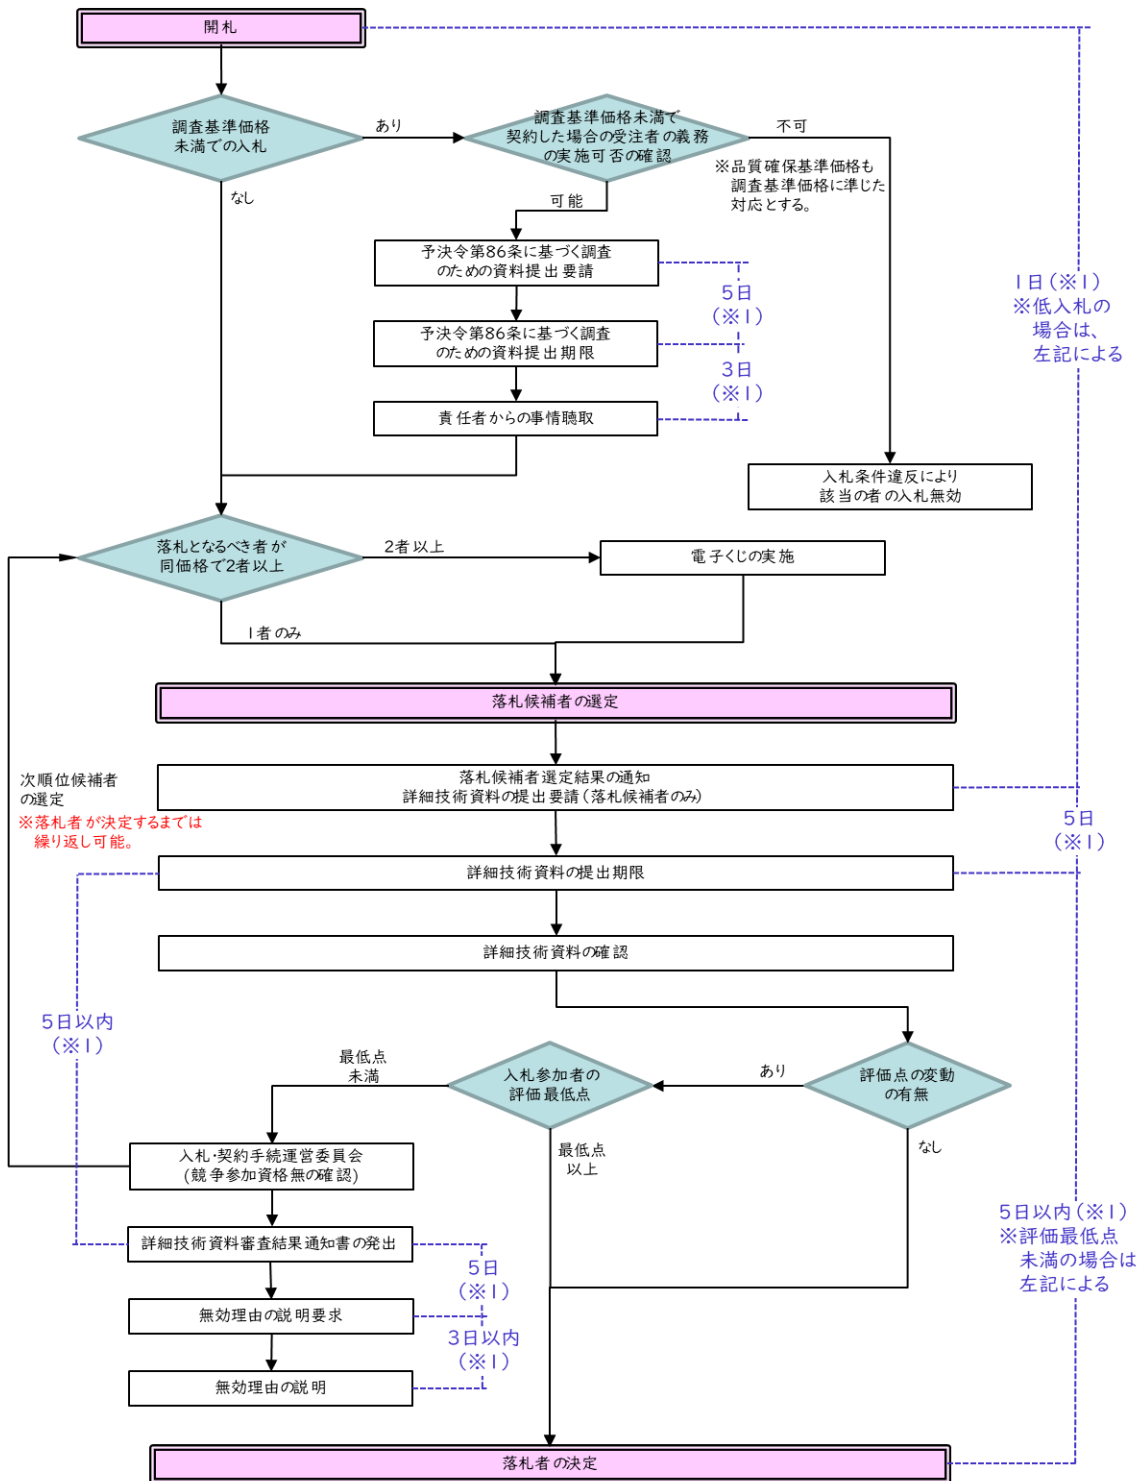 開札
調査基準価格
未満での入札
あり
調査基準価格未満で
契約した場合の受注者の義務
の実施可否の確認
不可
※品質確保基準価格も
調査基準価格に準じた
対応とする。
なし
可能
予決令第86条に基づく調査
のための資料提出要請
5日
(※1)
予決令第86条に基づく調査
のための資料提出期限
3日
(※1)
責任者からの事情聴取
1日(※1)
※低入札の
場合は、
左記による
入札条件違反により
該当の者の入札無効
落札となるべき者が
同価格で2者以上
2者以上
電子くじの実施
1者のみ
落札候補者の選定
次順位候補者
の選定
※落札者が決定するまでは
繰り返し可能。
落札候補者選定結果の通知
詳細技術資料の提出要請(落札候補者のみ)
5日
(※1)
詳細技術資料の提出期限
詳細技術資料の確認
5日以内
(※1)
最低点
未満
入札参加者の
評価最低点
あり
評価点の変動
の有無
最低点
以上
なし
入札・契約手続運営委員会
(競争参加資格無の確認)
詳細技術資料審査結果通知書の発出
5日
(※1)
無効理由の説明要求
3日以内
(※1)
無効理由の説明
5日以内(※1)
※評価最低点
未満の場合は
左記による
落札者の決定